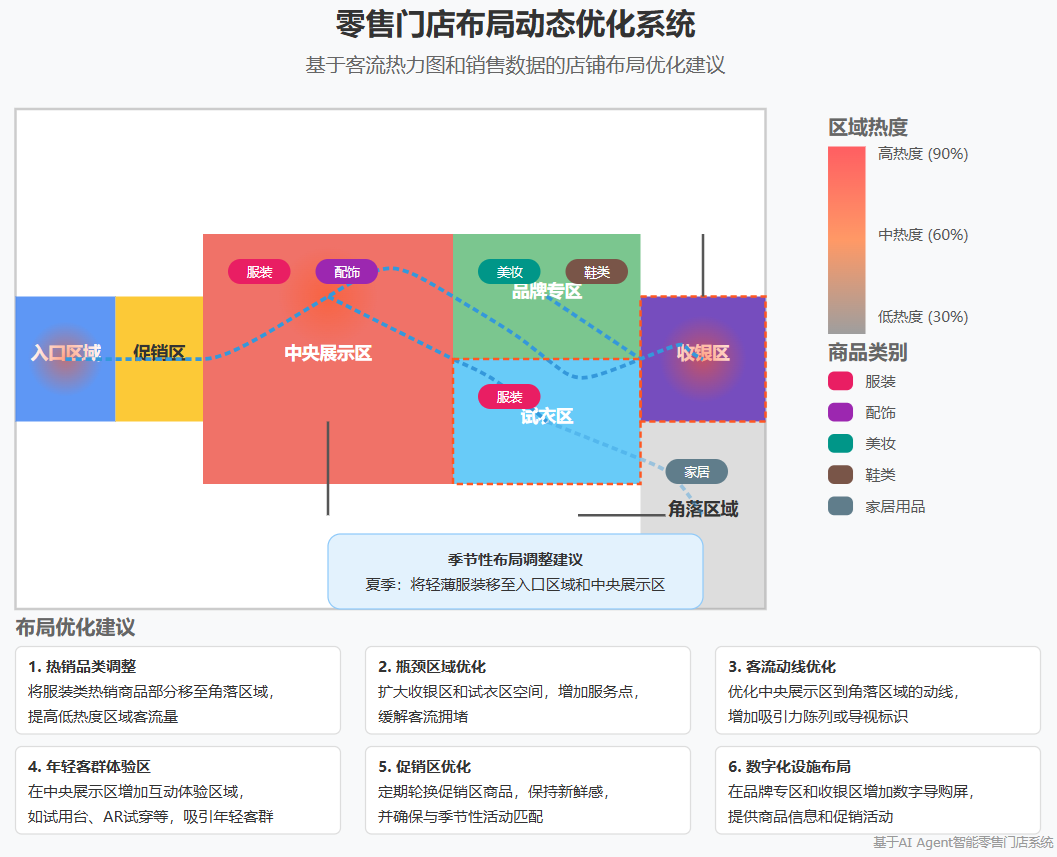 零售门店布局动态优化系统
基于客流热力图和销售数据的店铺布局优化建议
区域热度
高热度 (90%)
中热度 (60%)
低热度 (30%)
服装
配饰
美妆
鞋类
品牌专区
入口区域
促销区
中央展示区
收银区
服装
试衣区
家居
角落区域
商品类别
服装
配饰
美妆
鞋类
家居用品
季节性布局调整建议
夏季：将轻薄服装移至入口区域和中央展示区
布局优化建议
1. 热销品类调整
将服装类热销商品部分移至角落区域，
提高低热度区域客流量
2. 瓶颈区域优化
扩大收银区和试衣区空间，增加服务点，
缓解客流拥堵
3. 客流动线优化
优化中央展示区到角落区域的动线，
增加吸引力陈列或导视标识
4. 年轻客群体验区
在中央展示区增加互动体验区域，
如试用台、AR试穿等，吸引年轻客群
5. 促销区优化
定期轮换促销区商品，保持新鲜感，
并确保与季节性活动匹配
6. 数字化设施布局
在品牌专区和收银区增加数字导购屏，
提供商品信息和促销活动
基于AI Agent智能零售门店系统